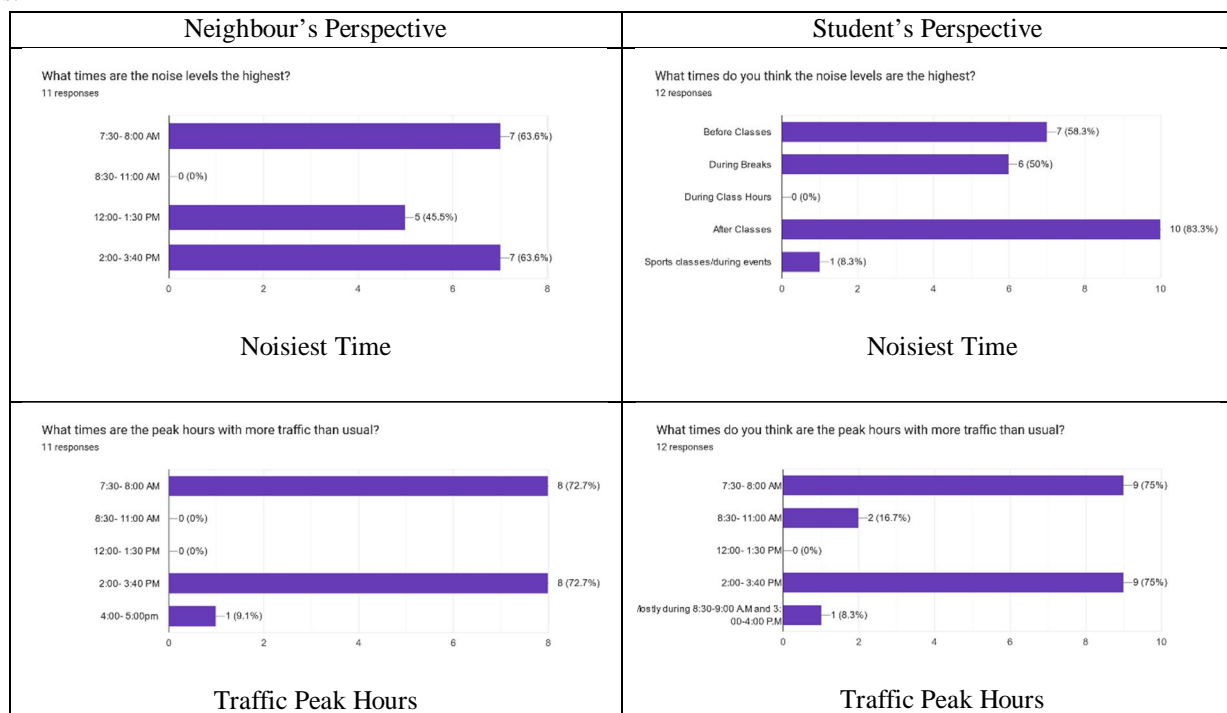 Neighbour's Perspective
Student's Perspective
What times are the noise levels the highest?
11 responses
7:30- 8:00 AM
7 (63.6%)
8:30- 11:00 AM
0 (0%)
12:00- 1:30 PM
5 (45.5%)
2:00- 3:40 PM
7 (63.6%)
0 2 4 6 8
Noisiest Time
What times do you think the noise levels are the highest?
12 responses
Before Classes
7 (58.3%)
During Breaks
6 (50%)
During Class Hours
0 (0%)
After Classes
10 (83.3%)
Sports classes/during events
1 (8.3%)
0 2 4 6 8 10
Noisiest Time
What times are the peak hours with more traffic than usual?
11 responses
7:30- 8:00 AM
8 (72.7%)
8:30- 11:00 AM
0 (0%)
12:00- 1:30 PM
0 (0%)
2:00- 3:40 PM
8 (72.7%)
4:00- 5:00pm
1 (9.1%)
0 2 4 6 8
Traffic Peak Hours
What times do you think are the peak hours with more traffic than usual?
12 responses
7:30- 8:00 AM
9 (75%)
8:30- 11:00 AM
2 (16.7%)
12:00- 1:30 PM
0 (0%)
2:00- 3:40 PM
9 (75%)
lostly during 8:30-9:00 A.M and 3:
00-4:00 P.M
1 (8.3%)
0 2 4 6 8 10
Traffic Peak Hours